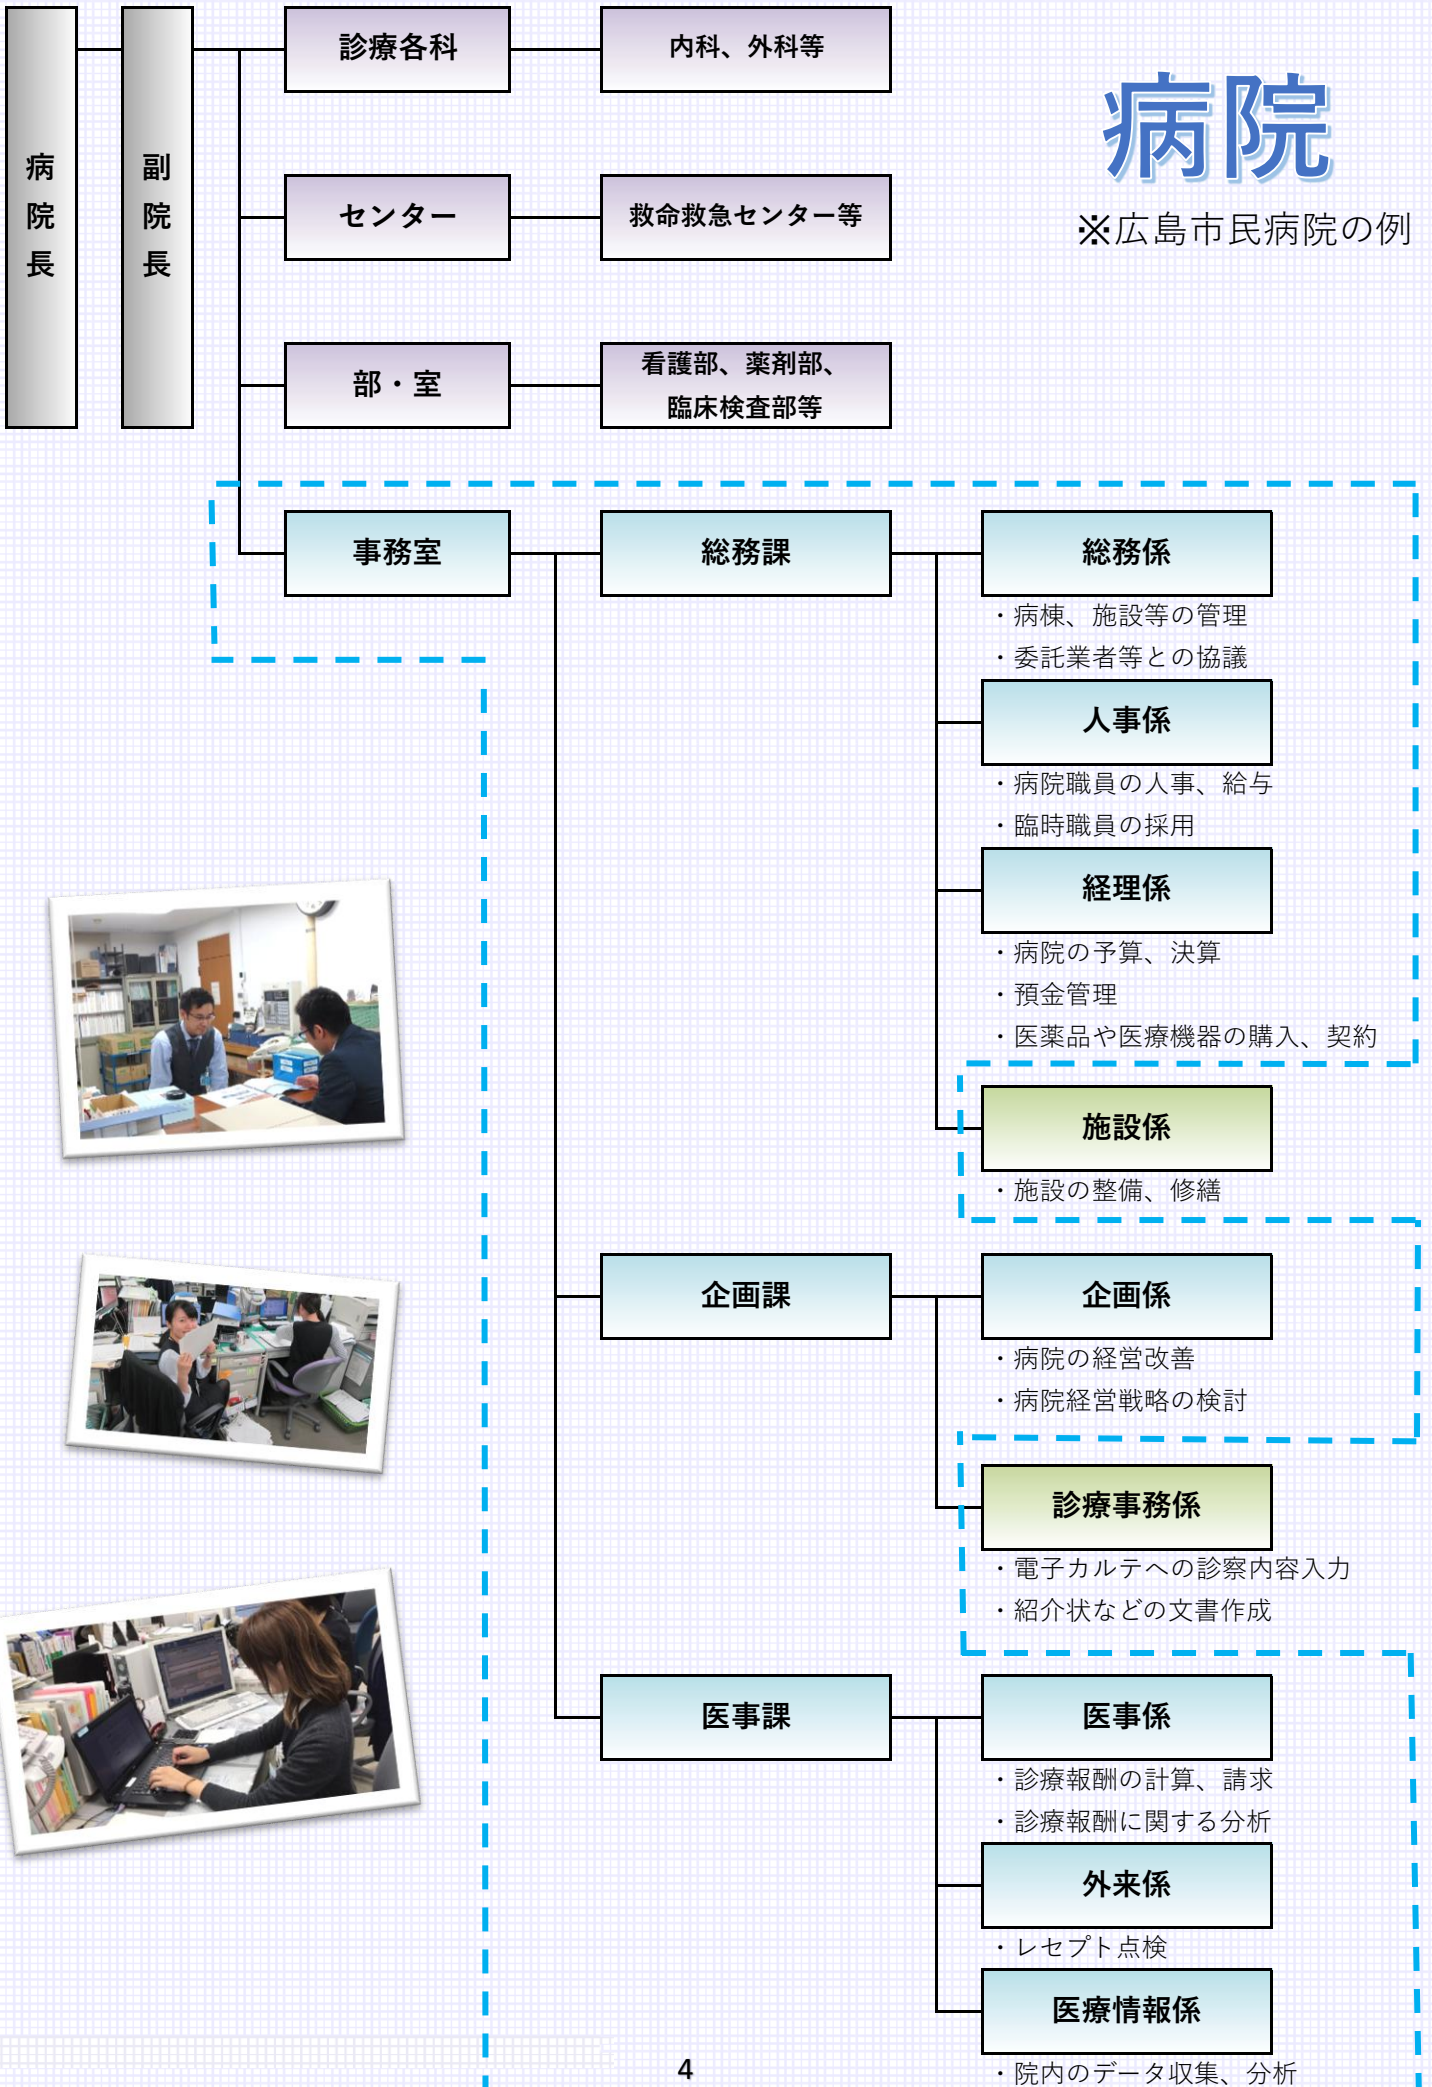 病院
※広島市民病院の例
病院長
副院長
診療各科
内科、外科等
センター
救命救急センター等
部・室
看護部、薬剤部、
臨床検査部等
事務室
総務課
総務係
・病棟、施設等の管理
・委託業者等との協議
人事係
・病院職員の人事、給与
・臨時職員の採用
経理係
・病院の予算、決算
・預金管理
・医薬品や医療機器の購入、契約
施設係
・施設の整備、修繕
企画課
企画係
・病院の経営改善
・病院経営戦略の検討
診療事務係
・電子カルテへの診察内容入力
・紹介状などの文書作成
医事課
医事係
・診療報酬の計算、請求
・診療報酬に関する分析
外来係
・レセプト点検
医療情報係
・院内のデータ収集、分析
4